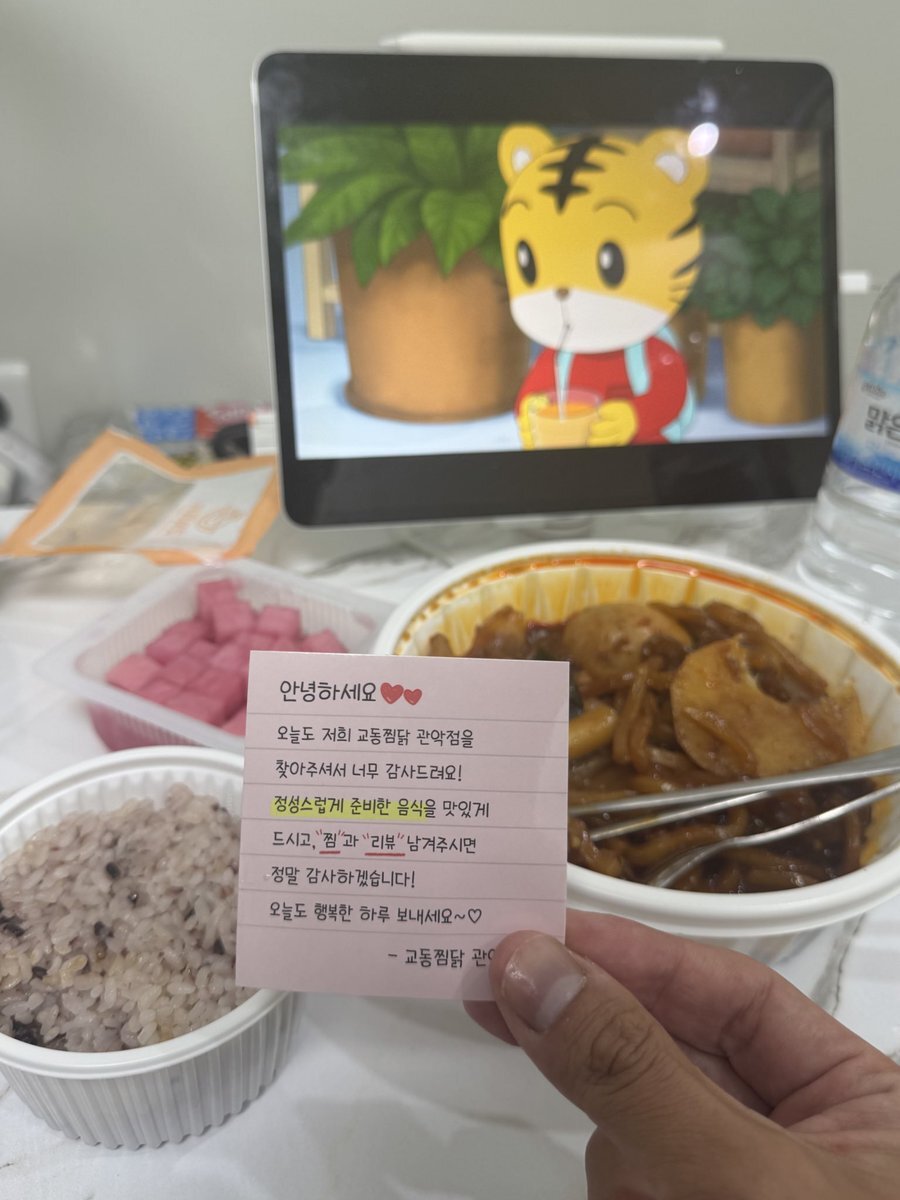 안녕하세요❤❤
오늘도 저희 교동찜닭 관악점을
찾아주셔서 너무 감사드려요!
정성스럽게 준비한 음식을 맛있게
드시고, "찜"과 "리뷰" 남겨주시면
정말 감사하겠습니다!
오늘도 행복한 하루 보내세요~♡
- 교동찜닭
맑은